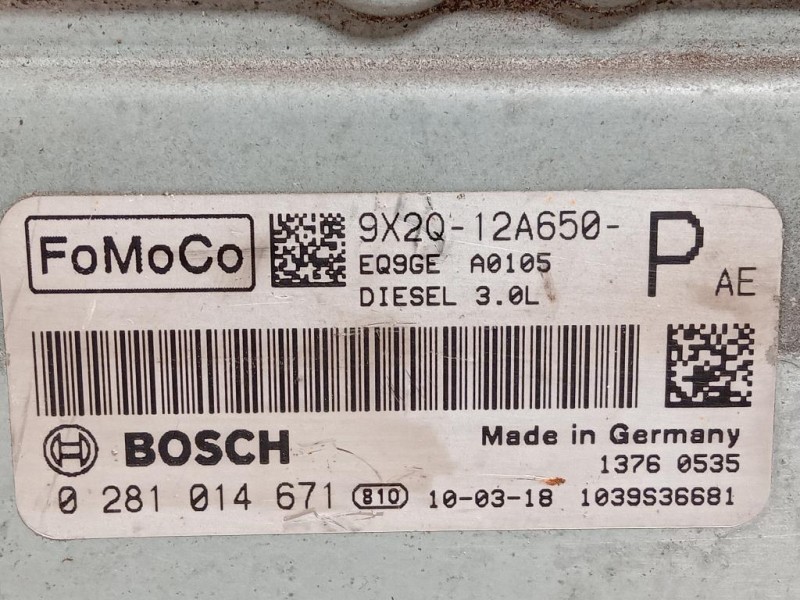 FoMoCo
9X2Q-12A650-
P
AE
EQ9GE A0105
DIESEL 3.0L
BOSCH
Made in Germany
1376 0535
0 281 014 671 810 10-03-18 1039S36681